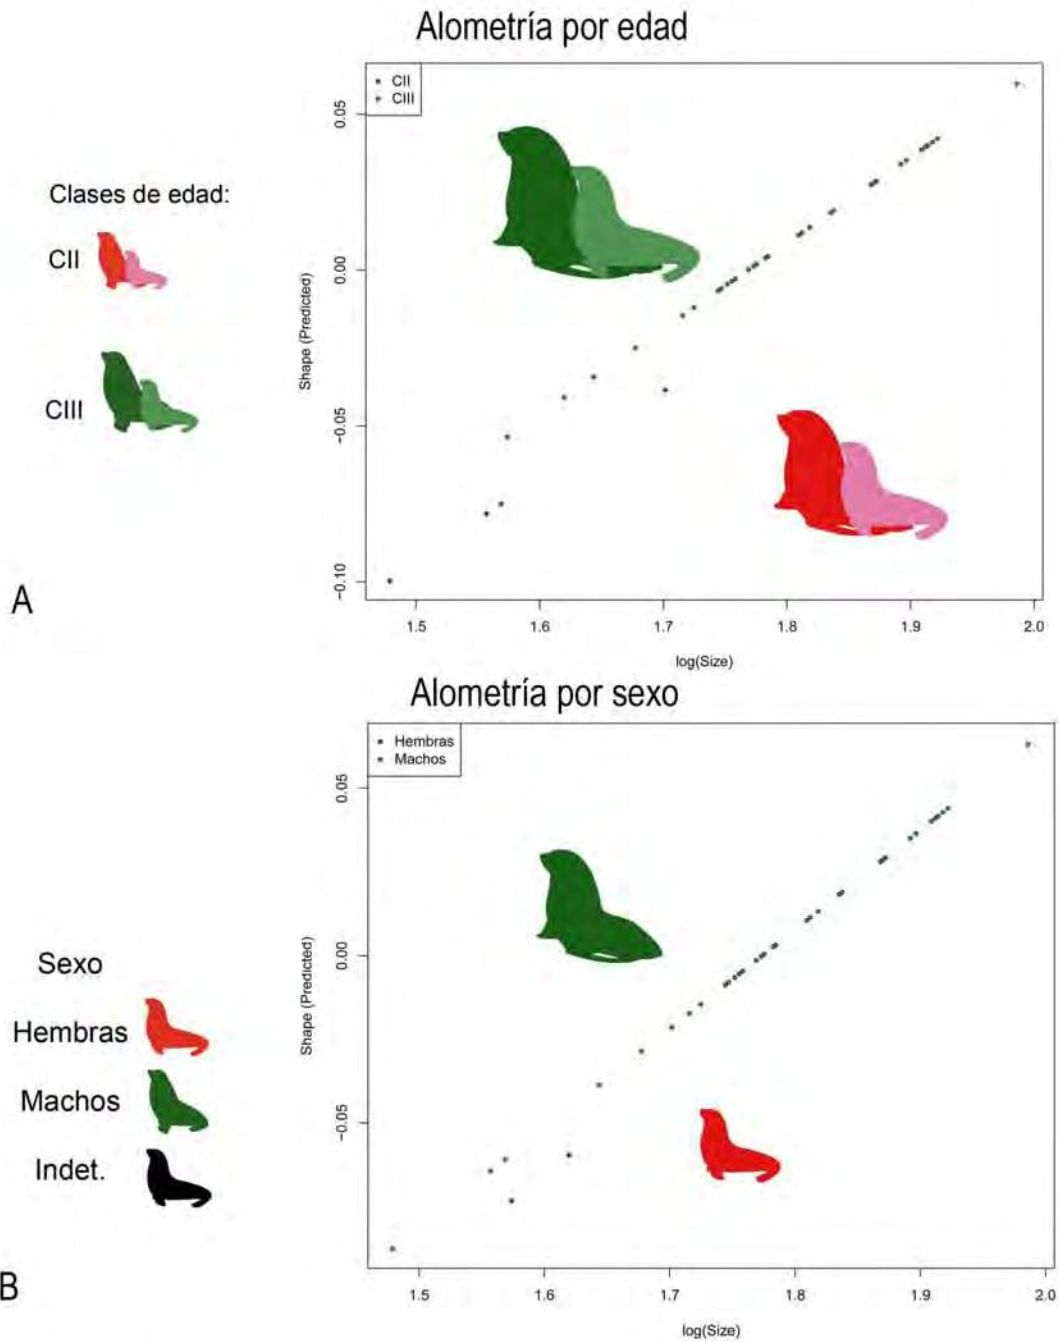 Alometría por edad
CII
CIII
Clases de edad:
CII
CIII
Shape (Predicted)
0.05
0.00
−0.05
−0.10
1.5 1.6 1.7 1.8 1.9 2.0
log(Size)
A
Alometría por sexo
Hembras
Machos
Sexo
Hembras
Machos
Indet.
Shape (Predicted)
0.05
0.00
−0.05
1.5 1.6 1.7 1.8 1.9 2.0
log(Size)
B